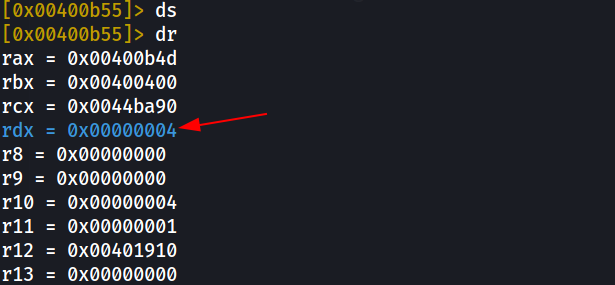 [0x00400b55]> ds
[0x00400b55]> dr
rax = 0x00400b4d
rbx = 0x00400400
rcx = 0x0044ba90
rdx = 0x00000004
r8 = 0x00000000
r9 = 0x00000000
r10 = 0x00000004
r11 = 0x00000001
r12 = 0x00401910
r13 = 0x00000000